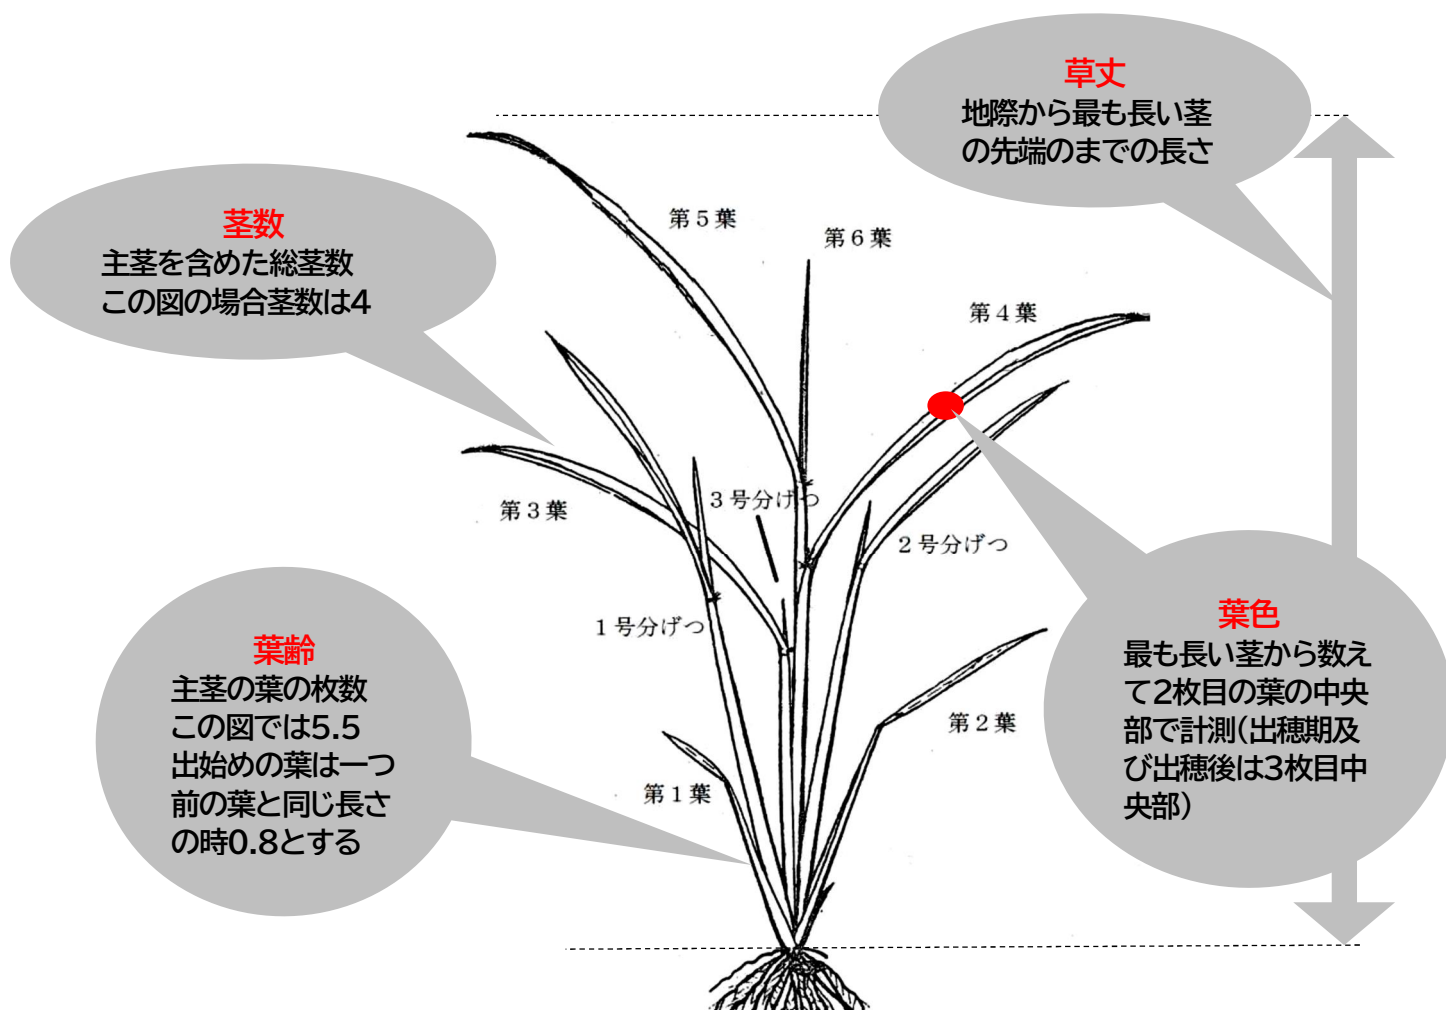 草丈
地際から最も長い茎
の先端のまでの長さ
茎数
主茎を含めた総茎数
この図の場合茎数は4
第5葉
第6葉
第4葉
第3葉
3号分げつ
2号分げつ
1号分げつ
第2葉
第1葉
葉齢
主茎の葉の枚数
この図では5.5
出始めの葉は一つ
前の葉と同じ長さ
の時0.8とする
葉色
最も長い茎から数え
て2枚目の葉の中央
部で計測(出穂期及
び出穂後は3枚目中
央部)